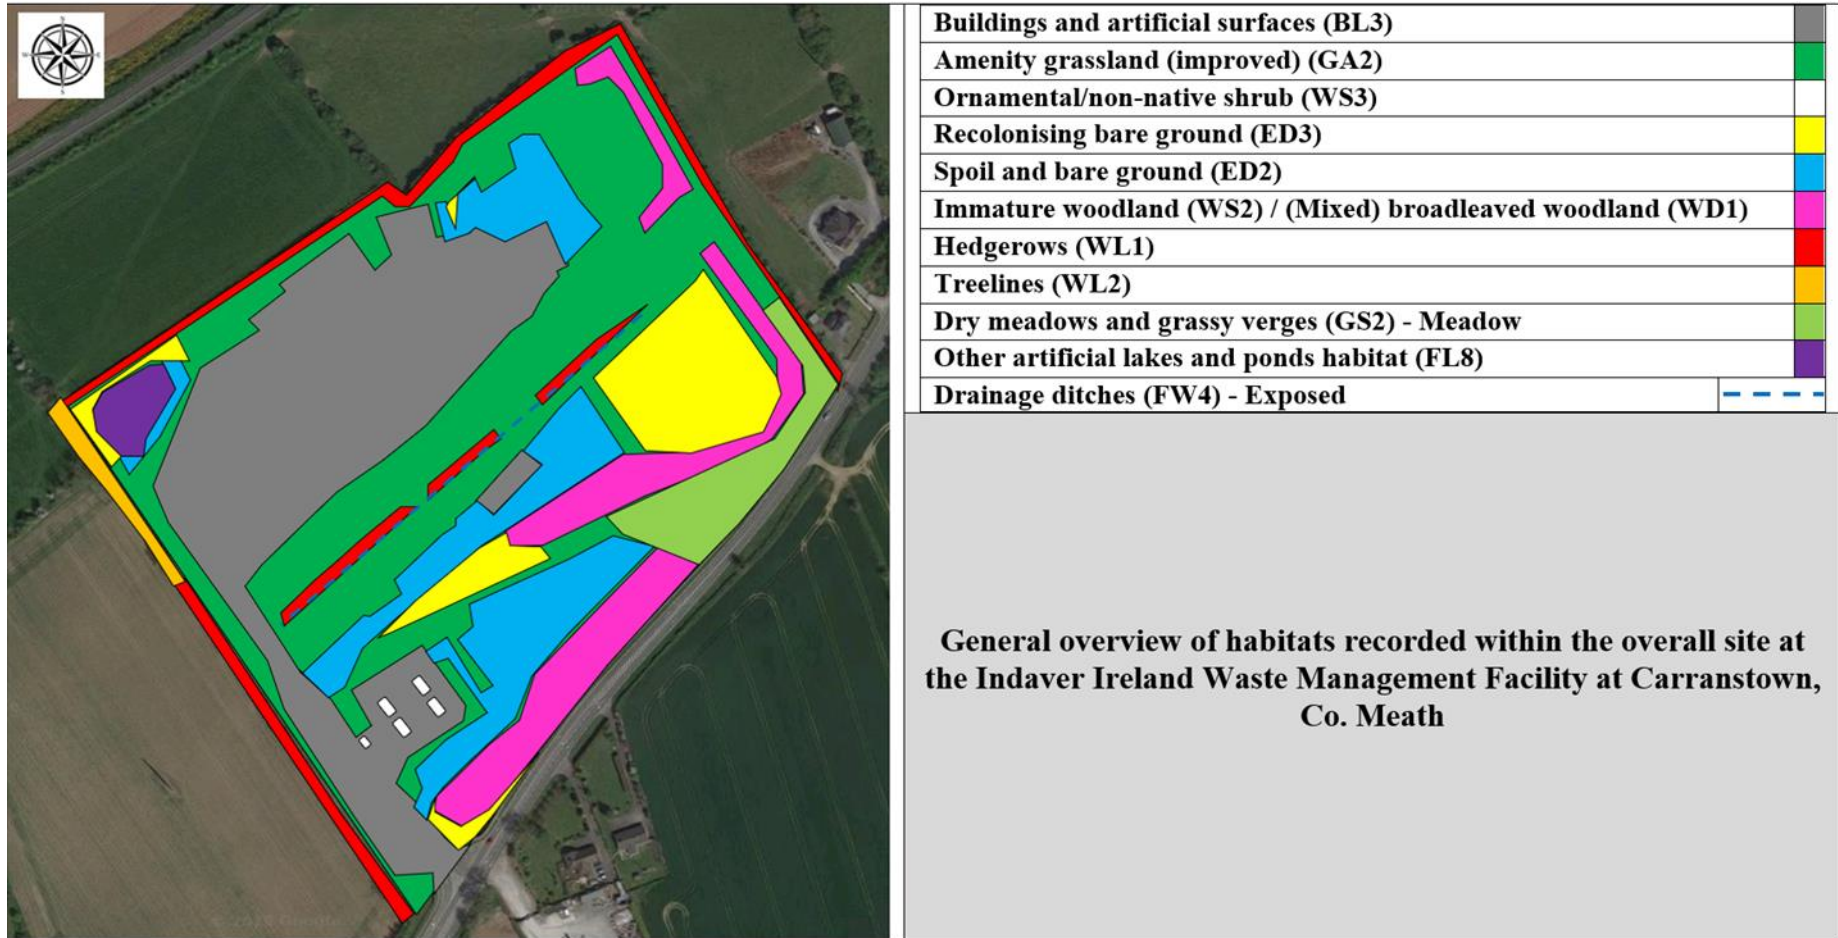 Buildings and artificial surfaces (BL3)
Amenity grassland (improved) (GA2)
Ornamental/non-native shrub (WS3)
Recolonising bare ground (ED3)
Spoil and bare ground (ED2)
Immature woodland (WS2) / (Mixed) broadleaved woodland (WD1)
Hedgerows (WL1)
Treelines (WL2)
Dry meadows and grassy verges (GS2) - Meadow
Other artificial lakes and ponds habitat (FL8)
Drainage ditches (FW4) - Exposed
General overview of habitats recorded within the overall site at
the Indaver Ireland Waste Management Facility at Carranstown,
Co. Meath